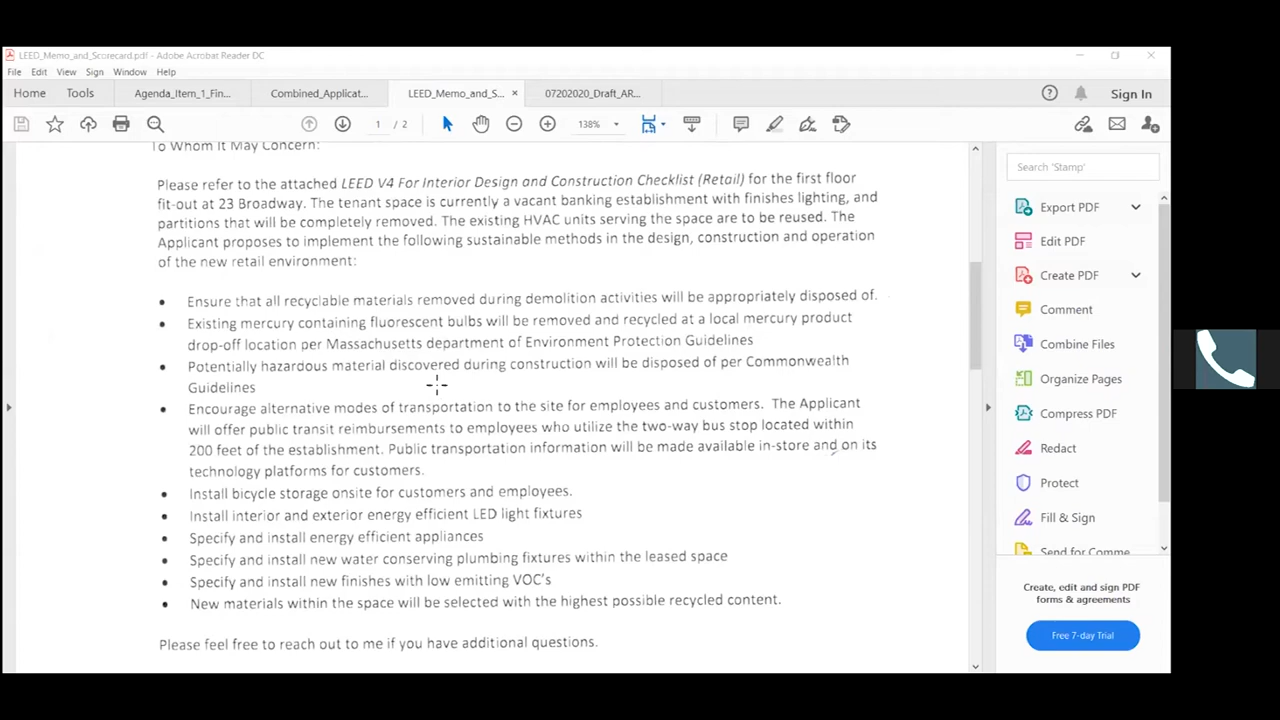 LEED_Memo_and_Scorecard.pdf - Adobe Acrobat Reader DC
File Edit View Sign Window Help
Home Tools Agenda_Item_1_Fin... Combined_Applicat... LEED_Memo_and_S... × 07202020_Draft_AR... Sign In
1 / 2 138%
To Whom It May Concern:
Please refer to the attached LEED V4 For Interior Design and Construction Checklist (Retail) for the first floor
fit-out at 23 Broadway. The tenant space is currently a vacant banking establishment with finishes lighting, and
partitions that will be completely removed. The existing HVAC units serving the space are to be reused. The
Applicant proposes to implement the following sustainable methods in the design, construction and operation
of the new retail environment:
• Ensure that all recyclable materials removed during demolition activities will be appropriately disposed of.
• Existing mercury containing fluorescent bulbs will be removed and recycled at a local mercury product
drop-off location per Massachusetts department of Environment Protection Guidelines
• Potentially hazardous material discovered during construction will be disposed of per Commonwealth
Guidelines
• Encourage alternative modes of transportation to the site for employees and customers. The Applicant
will offer public transit reimbursements to employees who utilize the two-way bus stop located within
200 feet of the establishment. Public transportation information will be made available in-store and on its
technology platforms for customers.
• Install bicycle storage onsite for customers and employees.
• Install interior and exterior energy efficient LED light fixtures
• Specify and install energy efficient appliances
• Specify and install new water conserving plumbing fixtures within the leased space
• Specify and install new finishes with low emitting VOC's
• New materials within the space will be selected with the highest possible recycled content.
Please feel free to reach out to me if you have additional questions.
Search 'Stamp'
Export PDF
Edit PDF
Create PDF
Comment
Combine Files
Organize Pages
Compress PDF
Redact
Protect
Fill & Sign
Send for Comme
Create, edit and sign PDF
forms & agreements
Free 7-day Trial